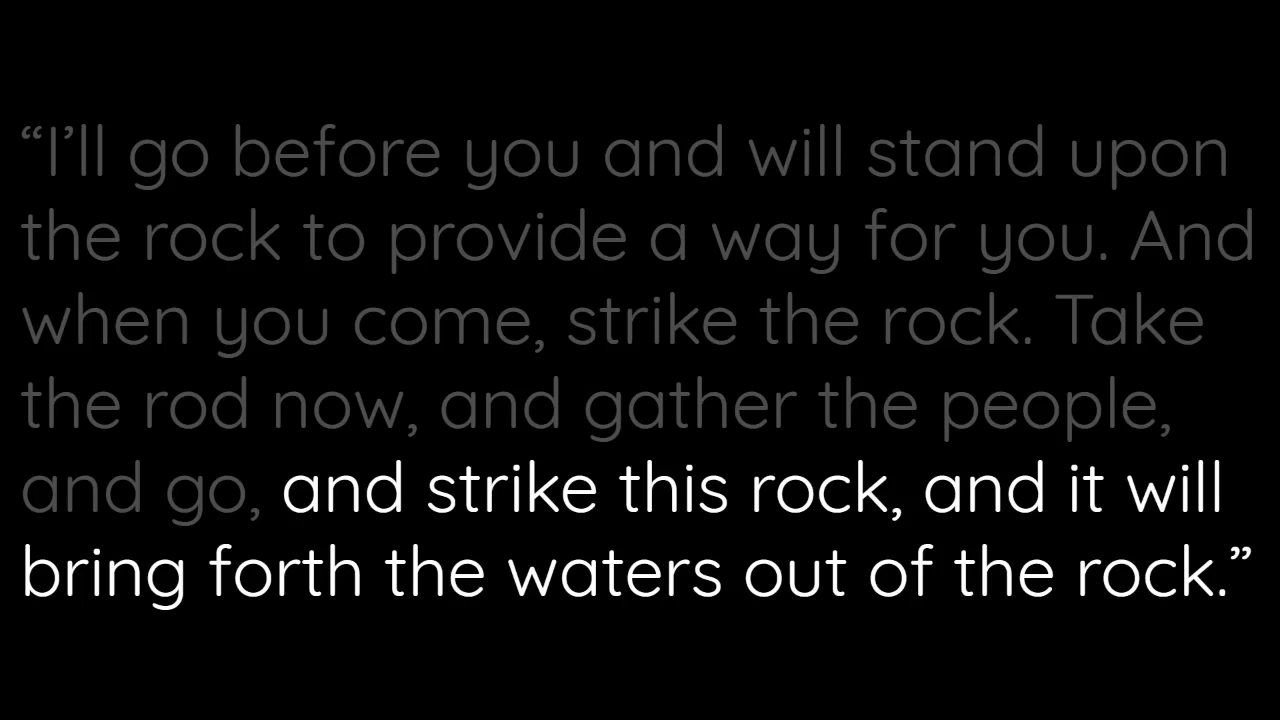 “I’ll go before you and will stand upon
the rock to provide a way for you. And
when you come, strike the rock. Take
the rod now, and gather the people,
and go, and strike this rock, and it will
bring forth the waters out of the rock.”